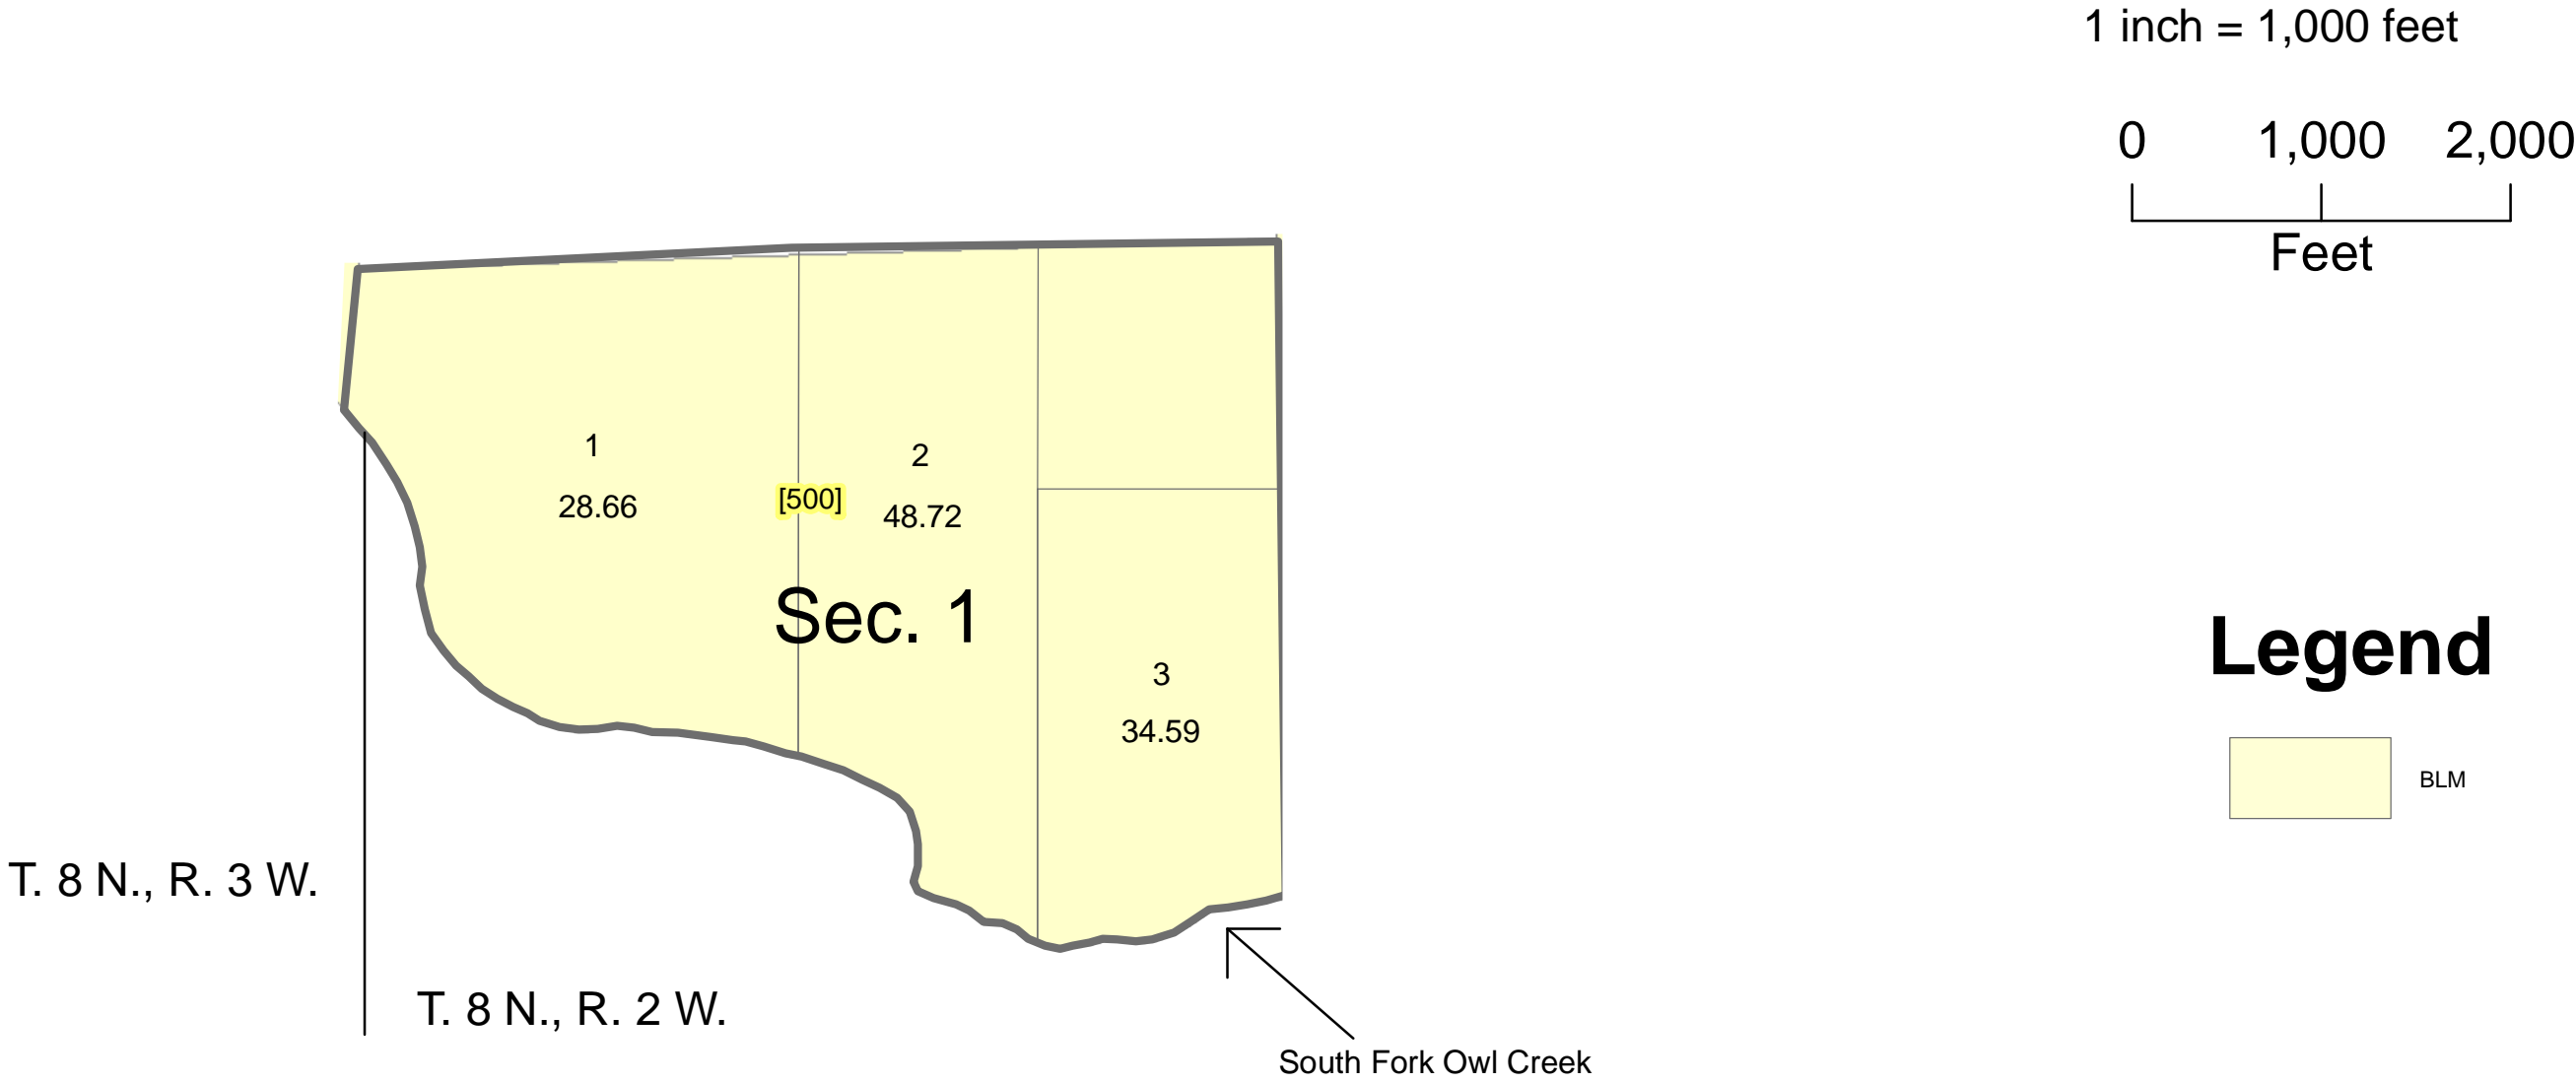 1 inch = 1,000 feet
0 1,000 2,000
Feet
1
28.66
[500]
2
48.72
Sec. 1
3
34.59
Legend
BLM
T. 8 N., R. 3 W.
T. 8 N., R. 2 W.
South Fork Owl Creek